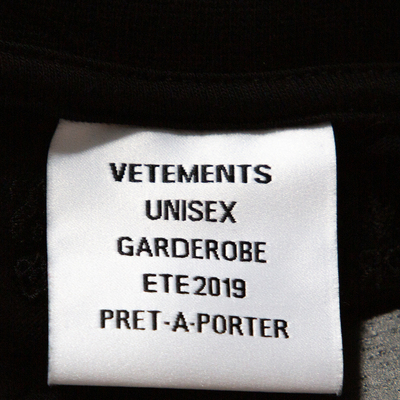 VETEMENTS
UNISEX
GARDEROBE
ETE2019
PRET-A-PORTER